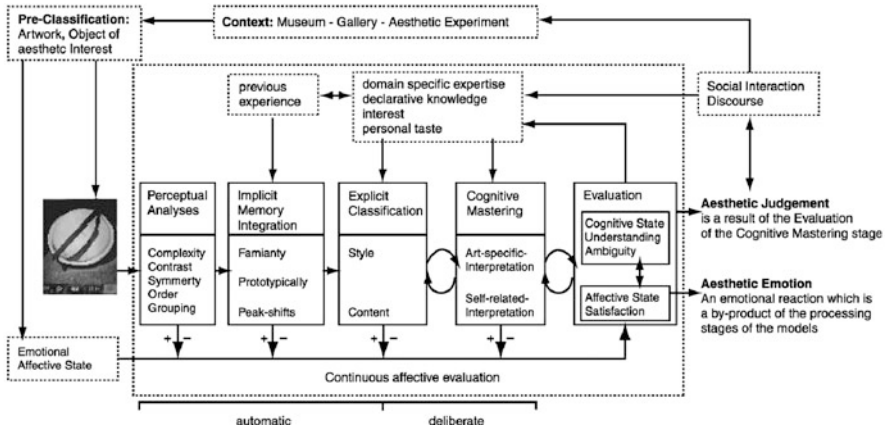 Pre-Classification:
Artwork, Object of
aesthetc Interest
Context: Museum - Gallery - Aesthetic Experiment
previous
experience
domain specific expertise
declarative knowledge
interest
personal taste
Social Interaction
Discourse
Perceptual
Analyses
Complexity
Contrast
Symmerty
Order
Grouping
Implicit
Memory
Integration
Famianty
Prototypically
Peak-shifts
Explicit
Classification
Style
Content
Cognitive
Mastering
Art-specific-
Interpretation
Self-related-
Interpretation
Evaluation
Cognitive State
Understanding
Ambiguity
Affective State
Satisfaction
Aesthetic Judgement
is a result of the Evaluation
of the Cognitive Mastering stage
Aesthetic Emotion
An emotional reaction which is
a by-product of the processing
stages of the models
Emotional
Affective State
+ −
+ −
+ −
+ −
Continuous affective evaluation
automatic
deliberate